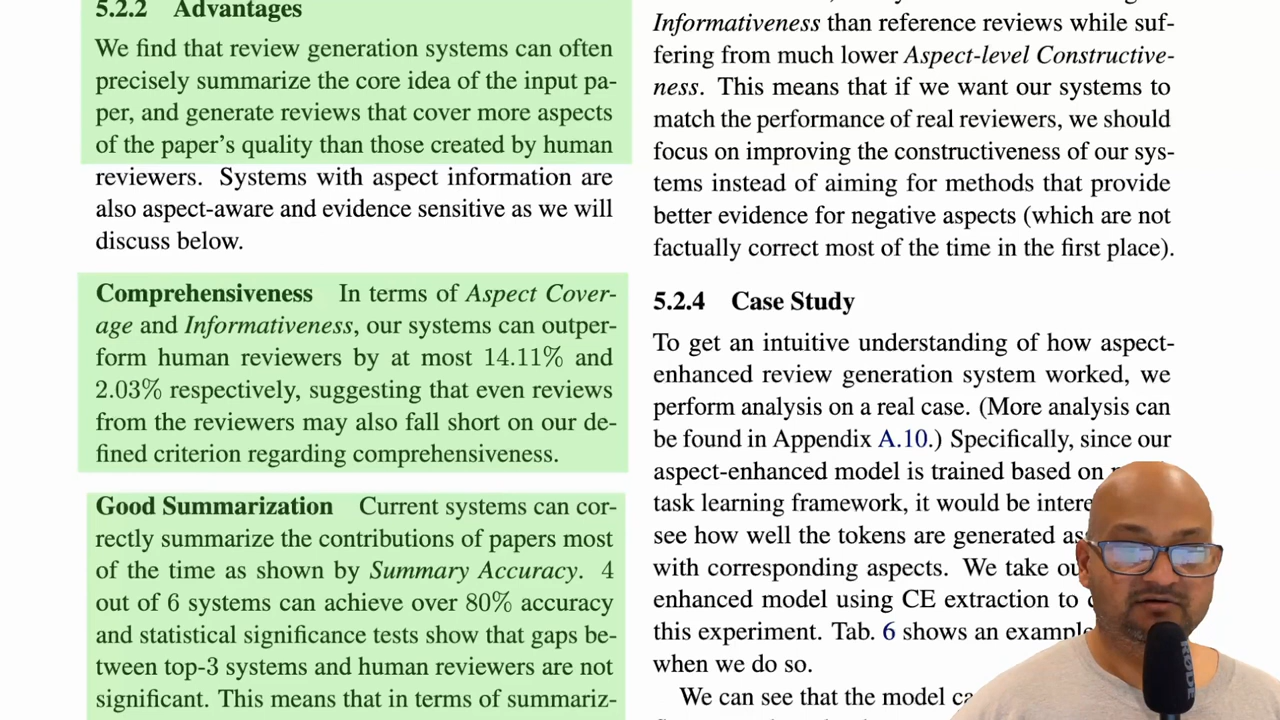 5.2.2 Advantages
We find that review generation systems can often
precisely summarize the core idea of the input pa-
per, and generate reviews that cover more aspects
of the paper's quality than those created by human
reviewers. Systems with aspect information are
also aspect-aware and evidence sensitive as we will
discuss below.
Comprehensiveness In terms of Aspect Cover-
age and Informativeness, our systems can outper-
form human reviewers by at most 14.11% and
2.03% respectively, suggesting that even reviews
from the reviewers may also fall short on our de-
fined criterion regarding comprehensiveness.
Good Summarization Current systems can cor-
rectly summarize the contributions of papers most
of the time as shown by Summary Accuracy. 4
out of 6 systems can achieve over 80% accuracy
and statistical significance tests show that gaps be-
tween top-3 systems and human reviewers are not
significant. This means that in terms of summariz-
Informativeness than reference reviews while suf-
fering from much lower Aspect-level Constructive-
ness. This means that if we want our systems to
match the performance of real reviewers, we should
focus on improving the constructiveness of our sys-
tems instead of aiming for methods that provide
better evidence for negative aspects (which are not
factually correct most of the time in the first place).
5.2.4 Case Study
To get an intuitive understanding of how aspect-
enhanced review generation system worked, we
perform analysis on a real case. (More analysis can
be found in Appendix A.10.) Specifically, since our
aspect-enhanced model is trained based on
task learning framework, it would be
see how well the tokens are generated
with corresponding aspects. We take
enhanced model using CE extraction to
this experiment. Tab. 6 shows an
when we do so.
We can see that the model
RODE